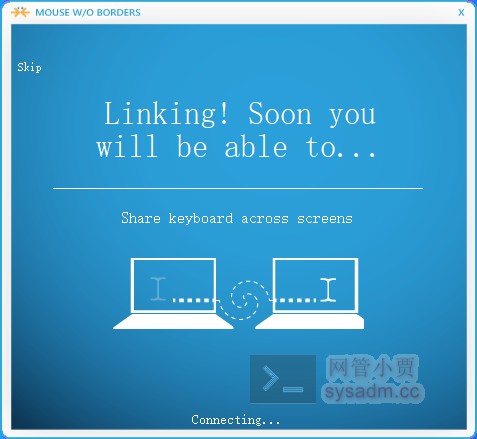 MOUSE W/O BORDERS
X
Skip
Linking! Soon you
will be able to...
Share keyboard across screens
网管小贾
sysadm.cc
Connecting...